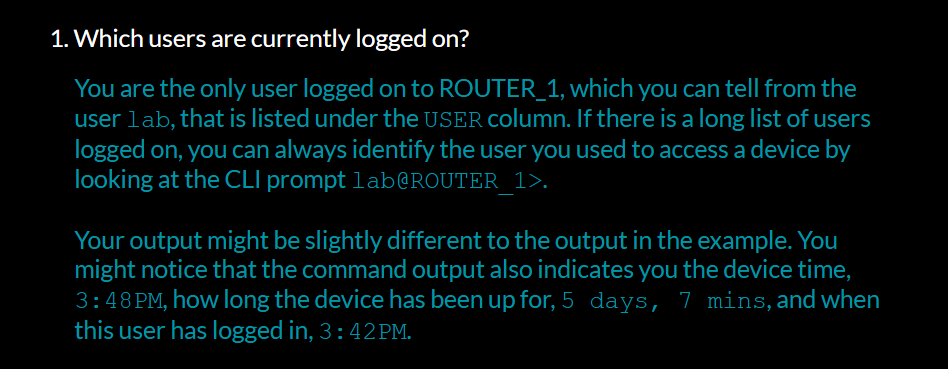 1. Which users are currently logged on?
You are the only user logged on to ROUTER_1, which you can tell from the
user lab, that is listed under the USER column. If there is a long list of users
logged on, you can always identify the user you used to access a device by
looking at the CLI prompt lab@ROUTER_1>.
Your output might be slightly different to the output in the example. You
might notice that the command output also indicates you the device time,
3:48PM, how long the device has been up for, 5 days, 7 mins, and when
this user has logged in, 3:42PM.